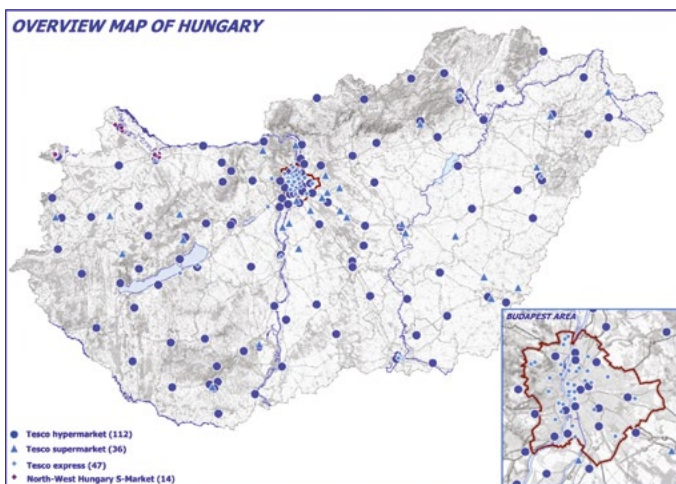 OVERVIEW MAP OF HUNGARY
BUDAPEST AREA
Tesco hypermarket (112)
Tesco supermarket (36)
Tesco express (47)
North-West Hungary S-Market (14)